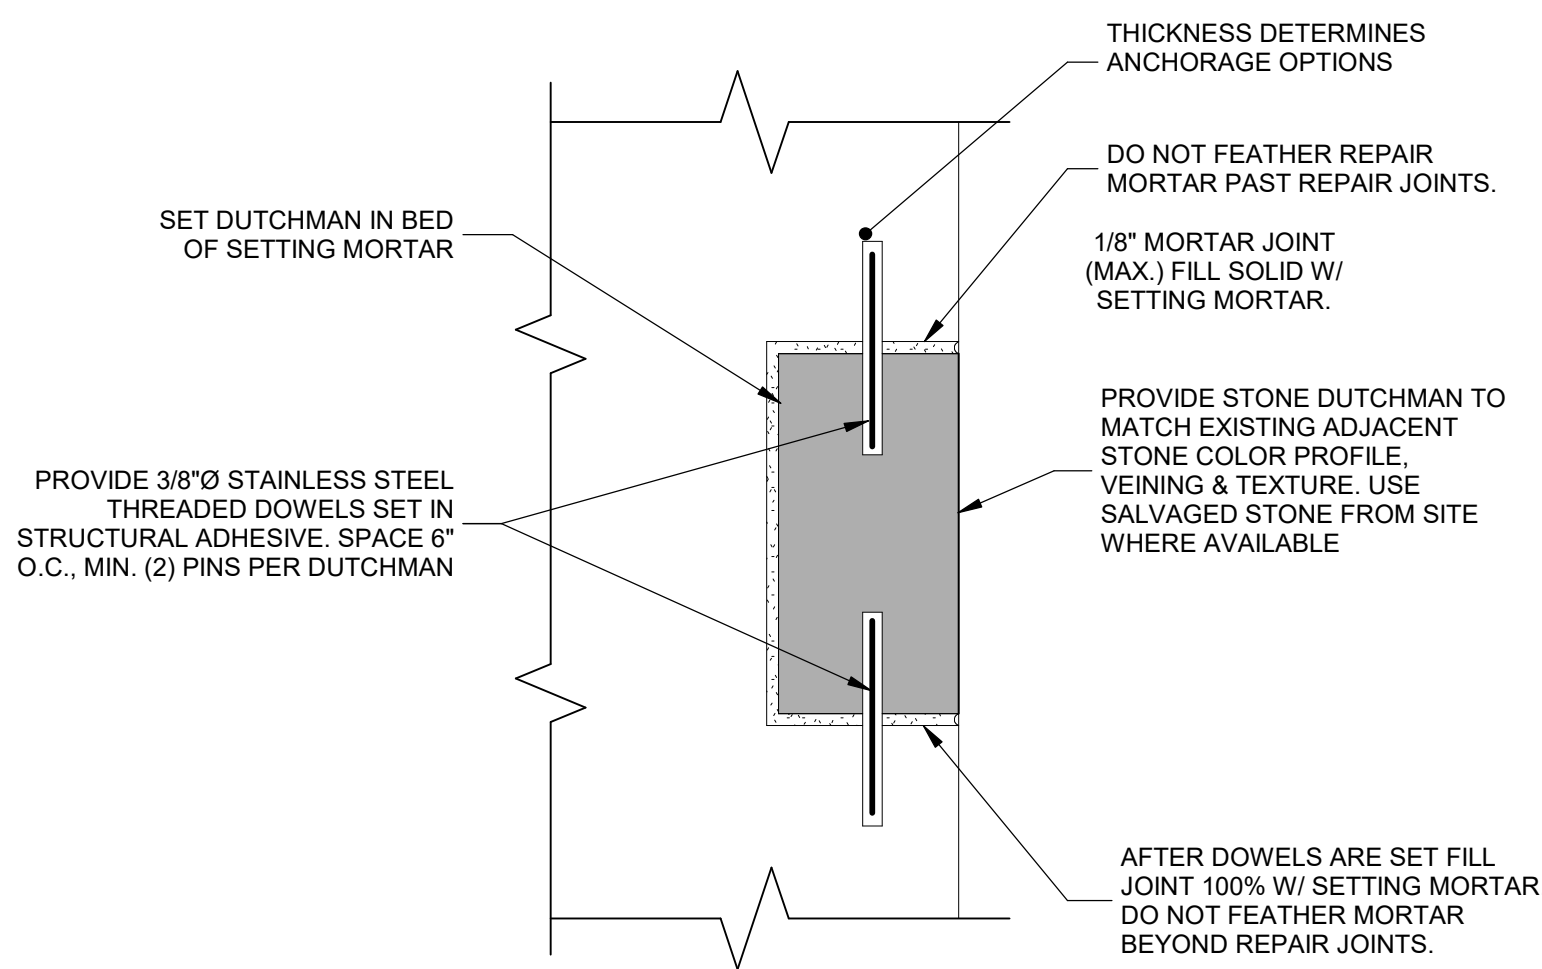 THICKNESS DETERMINES
ANCHORAGE OPTIONS
DO NOT FEATHER REPAIR
MORTAR PAST REPAIR JOINTS.
1/8" MORTAR JOINT
(MAX.) FILL SOLID W/
SETTING MORTAR.
SET DUTCHMAN IN BED
OF SETTING MORTAR
PROVIDE STONE DUTCHMAN TO
MATCH EXISTING ADJACENT
STONE COLOR PROFILE,
VEINING & TEXTURE. USE
SALVAGED STONE FROM SITE
WHERE AVAILABLE
PROVIDE 3/8"Ø STAINLESS STEEL
THREADED DOWELS SET IN
STRUCTURAL ADHESIVE. SPACE 6"
O.C., MIN. (2) PINS PER DUTCHMAN
AFTER DOWELS ARE SET FILL
JOINT 100% W/ SETTING MORTAR
DO NOT FEATHER MORTAR
BEYOND REPAIR JOINTS.